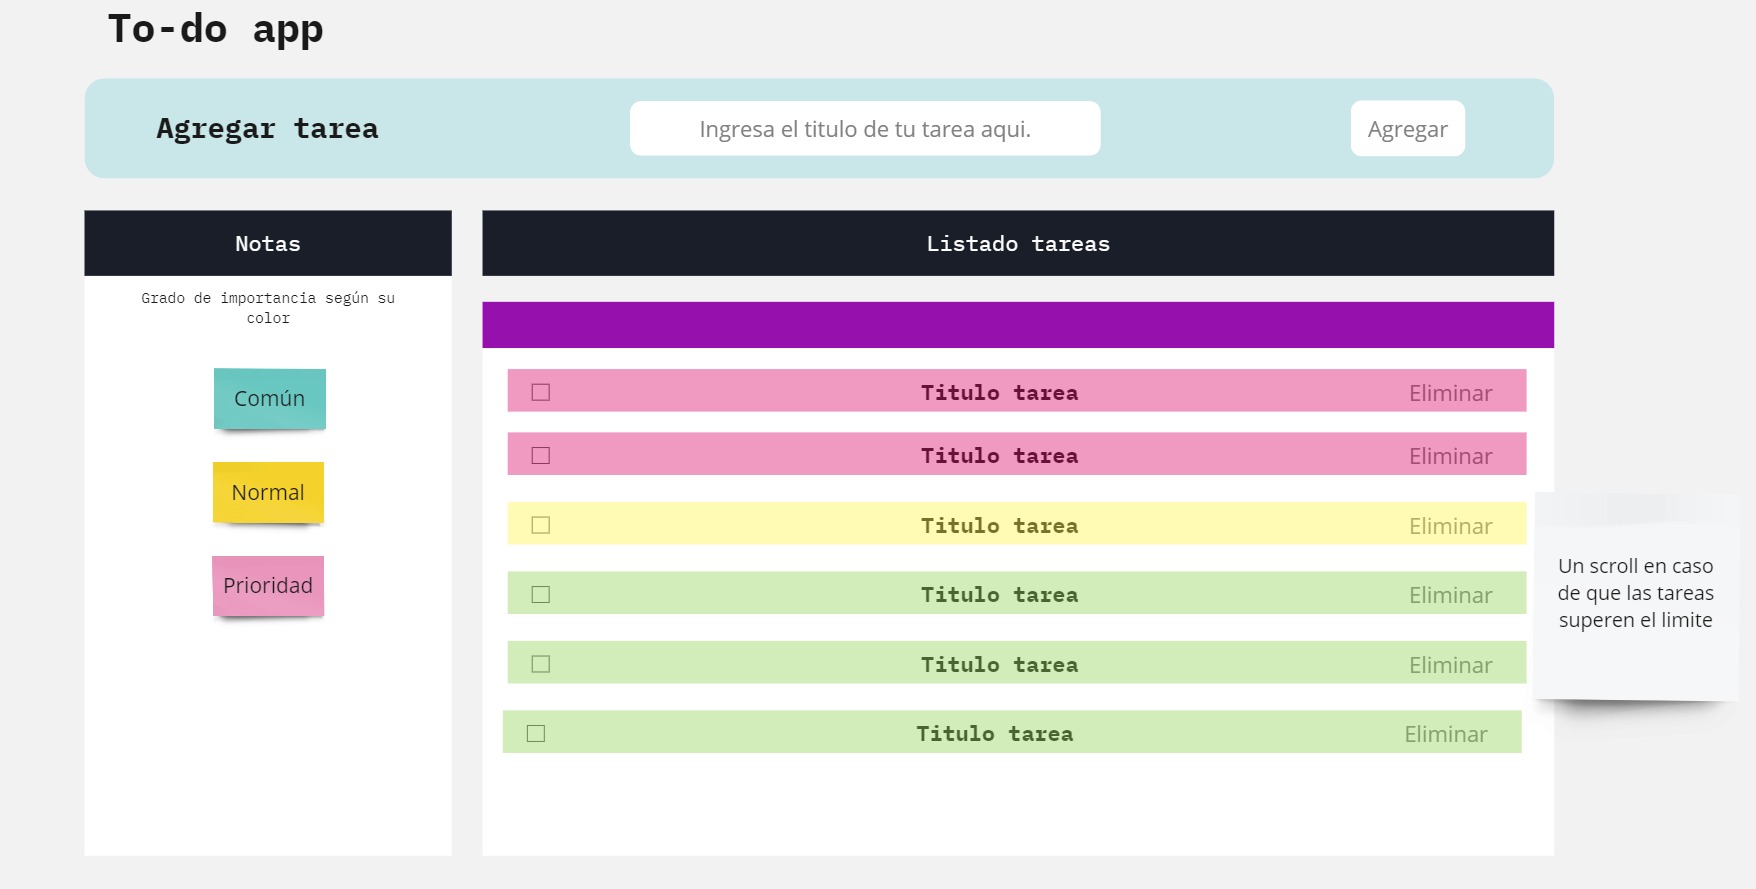 To-do app
Agregar tarea
Ingresa el titulo de tu tarea aqui.
Agregar
Notas
Grado de importancia según su
color
Común
Normal
Prioridad
Listado tareas
Titulo tarea
Eliminar
Titulo tarea
Eliminar
Titulo tarea
Eliminar
Titulo tarea
Eliminar
Titulo tarea
Eliminar
Titulo tarea
Eliminar
Un scroll en caso
de que las tareas
superen el limite